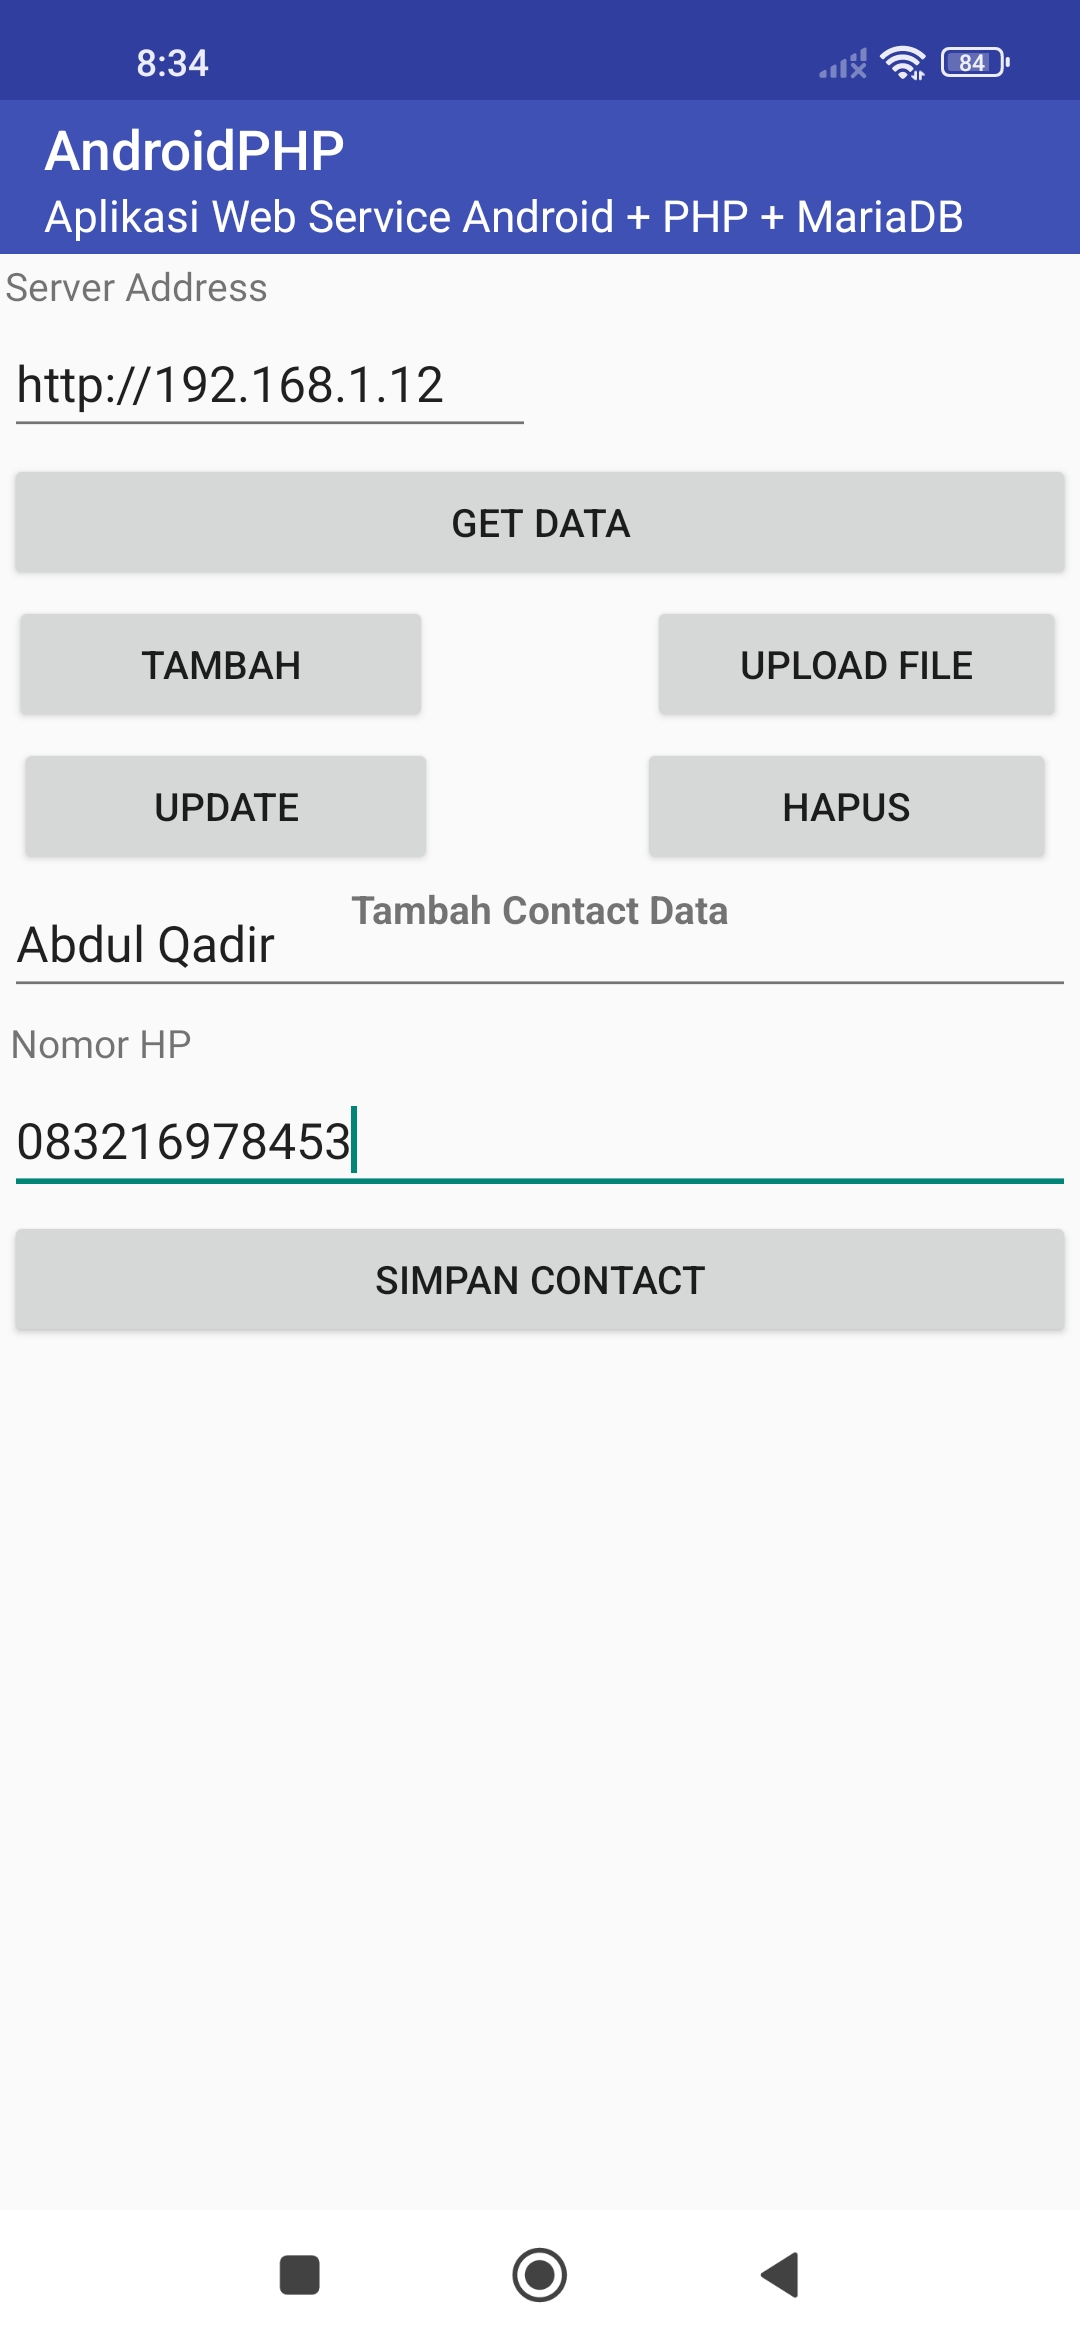 8:34
84
AndroidPHP
Aplikasi Web Service Android + PHP + MariaDB
Server Address
http://192.168.1.12
GET DATA
TAMBAH
UPLOAD FILE
UPDATE
HAPUS
Tambah Contact Data
Abdul Qadir
Nomor HP
083216978453
SIMPAN CONTACT